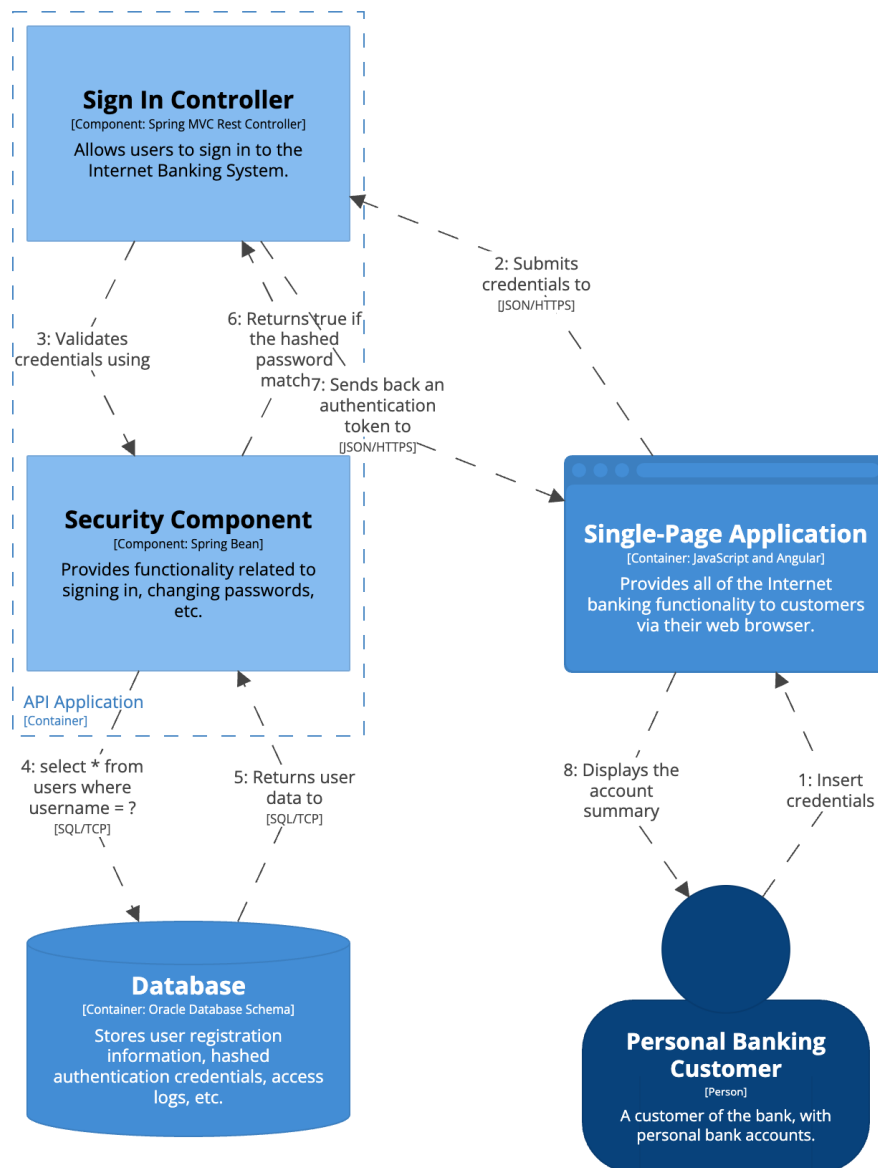 Sign In Controller
[Component: Spring MVC Rest Controller]
Allows users to sign in to the
Internet Banking System.
2: Submits
credentials to
[JSON/HTTPS]
3: Validates
credentials using
6: Returns true if
the hashed
password
match
7: Sends back an
authentication
token to
[JSON/HTTPS]
Security Component
[Component: Spring Bean]
Provides functionality related to
signing in, changing passwords,
etc.
Single-Page Application
[Container: JavaScript and Angular]
Provides all of the Internet
banking functionality to customers
via their web browser.
API Application
[Container]
4: select * from
users where
username = ?
[SQL/TCP]
5: Returns user
data to
[SQL/TCP]
8: Displays the
account
summary
1: Insert
credentials
Database
[Container: Oracle Database Schema]
Stores user registration
information, hashed
authentication credentials, access
logs, etc.
Personal Banking
Customer
[Person]
A customer of the bank, with
personal bank accounts.